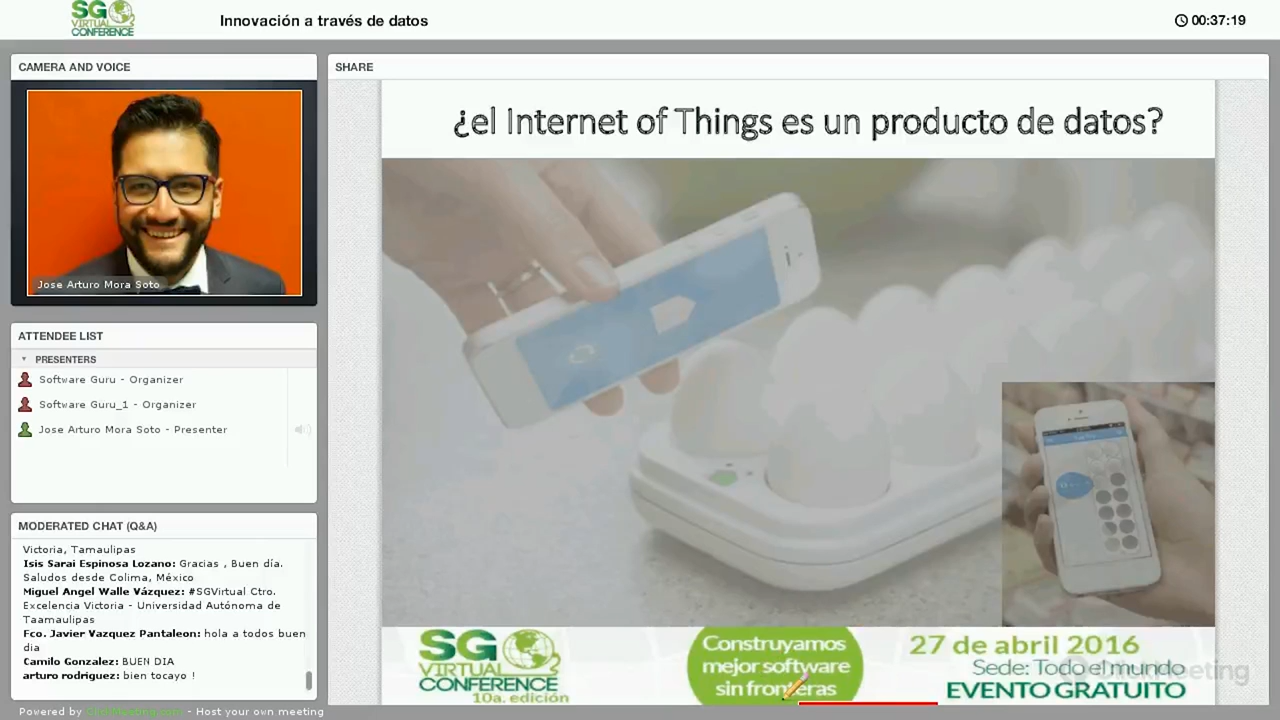 SG
VIRTUAL
CONFERENCE
Innovación a través de datos
00:37:19
CAMERA AND VOICE
Jose Arturo Mora Soto
ATTENDEE LIST
PRESENTERS
Software Guru - Organizer
Software Guru_1 - Organizer
Jose Arturo Mora Soto - Presenter
MODERATED CHAT (Q&A)
Victoria, Tamaulipas
Isis Sarai Espinosa Lozano: Gracias , Buen día.
Saludos desde Colima, México
Miguel Angel Walle Vázquez: #SGVirtual Ctro.
Excelencia Victoria - Universidad Autónoma de
Taamaulipas
Fco. Javier Vazquez Pantaleon: hola a todos buen
dia
Camilo Gonzalez: BUEN DIA
arturo rodriguez: bien tocayo !
Powered by ClickMeeting.com - Host your own meeting
SHARE
¿el Internet of Things es un producto de datos?
SG
VIRTUAL
CONFERENCE
10a. edición
Construyamos
mejor software
sin fronteras
27 de abril 2016
Sede: Todo el mundo
EVENTO GRATUITO
ClickMeeting